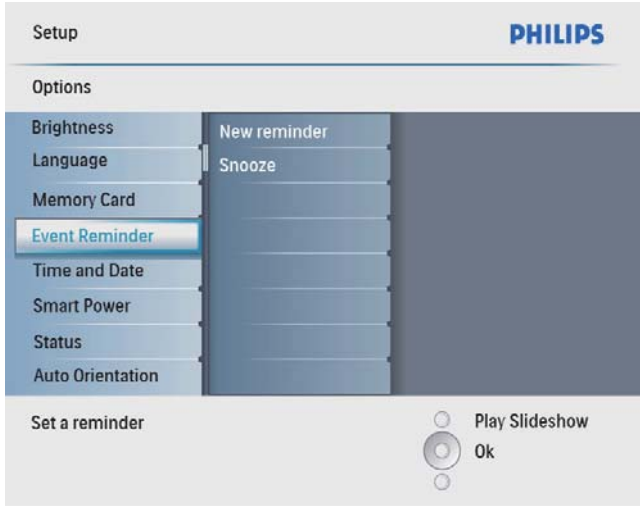 Setup
PHILIPS
Options
Brightness
Language
Memory Card
Event Reminder
Time and Date
Smart Power
Status
Auto Orientation
New reminder
Snooze
Set a reminder
Play Slideshow
Ok